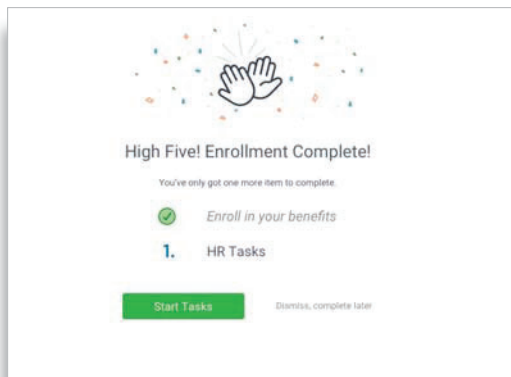 High Five! Enrollment Complete!
You've only got one more item to complete.
Enroll in your benefits
1. HR Tasks
Start Tasks Dismiss, complete later